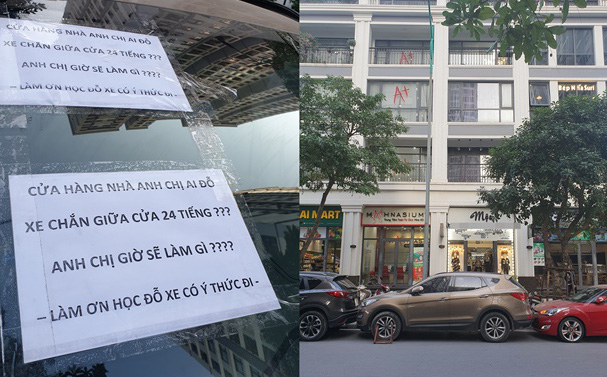 CỬA HÀNG NHÀ ANH CHỊ AI ĐỖ
XE CHẮN GIỮA CỬA 24 TIẾNG ???
ANH CHỊ GIỜ SẼ LÀM GÌ ????
– LÀM ƠN HỌC ĐỖ XE CÓ Ý THỨC ĐI -
CỬA HÀNG NHÀ ANH CHỊ AI ĐỖ
XE CHẮN GIỮA CỬA 24 TIẾNG ???
ANH CHỊ GIỜ SẼ LÀM GÌ ????
– LÀM ƠN HỌC ĐỖ XE CÓ Ý THỨC ĐI -
A+
A+
MART
MATHNASIUM